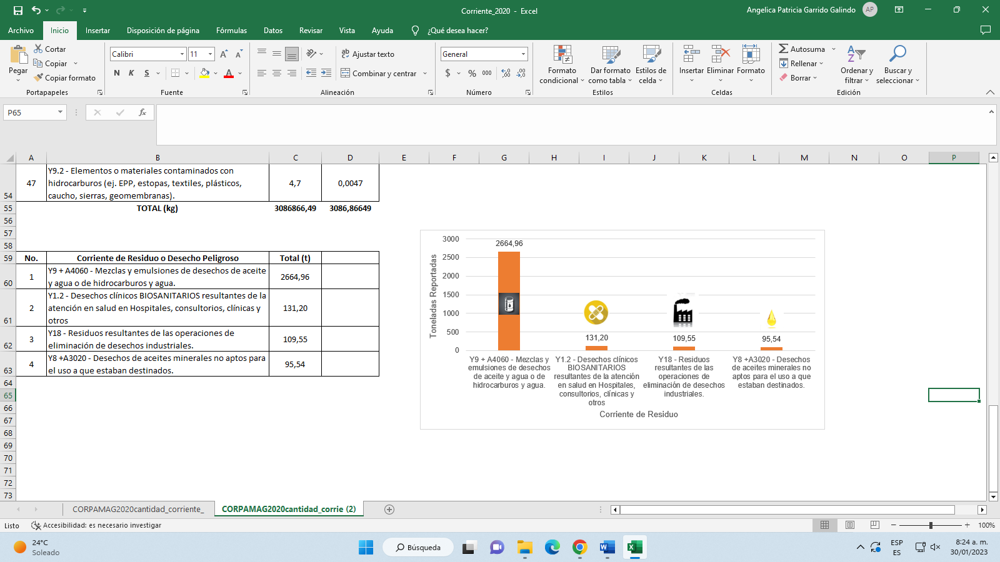 Corriente_2020 - Excel
Angelica Patricia Garrido Galindo
AP
Archivo
Inicio
Insertar
Disposición de página
Fórmulas
Datos
Revisar
Vista
Ayuda
¿Qué desea hacer?
Pegar
Cortar
Copiar
Copiar formato
Portapapeles
Calibri
11
N K S
Fuente
Ajustar texto
Combinar y centrar
Alineación
General
$ % 000
Número
Formato
condicional
Dar formato
como tabla
Estilos de
celda
Estilos
Insertar
Eliminar
Formato
Celdas
Autosuma
Rellenar
Borrar
Ordenar y
filtrar
Buscar y
seleccionar
Edición
P65
fx
A B C D E F G H I J K L M N O P
54
47
Y9.2 - Elementos o materiales contaminados con
hidrocarburos (ej. EPP, estopas, textiles, plásticos,
caucho, sierras, geomembranas).
4,7
0,0047
55
TOTAL (kg)
3086866,49
3086,86649
56
57
58
59
No.
Corriente de Residuo o Desecho Peligroso
Total (t)
60
1
Y9 + A4060 - Mezclas y emulsiones de desechos de aceite
y agua o de hidrocarburos y agua.
2664,96
61
2
Y1.2 - Desechos clínicos BIOSANITARIOS resultantes de la
atención en salud en Hospitales, consultorios, clínicas y
otros
131,20
62
3
Y18 - Residuos resultantes de las operaciones de
eliminación de desechos industriales.
109,55
63
4
Y8 +A3020 - Desechos de aceites minerales no aptos para
el uso a que estaban destinados.
95,54
64
65
66
67
68
69
70
71
72
73
Toneladas Reportadas
3000
2500
2000
1500
1000
500
0
2664,96
131,20
109,55
95,54
Y9 + A4060 - Mezclas y
emulsiones de desechos
de aceite y agua o de
hidrocarburos y agua.
Y1.2 - Desechos clínicos
BIOSANITARIOS
resultantes de la atención
en salud en Hospitales,
consultorios, clínicas y
otros
Y18 - Residuos
resultantes de las
operaciones de
eliminación de desechos
industriales.
Y8 +A3020 - Desechos
de aceites minerales no
aptos para el uso a que
estaban destinados.
Corriente de Residuo
CORPAMAG2020cantidad_corriente_
CORPAMAG2020cantidad_corrie (2)
Listo
Accesibilidad: es necesario investigar
100%
24°C
Soleado
Búsqueda
ESP
ES
8:24 a. m.
30/01/2023